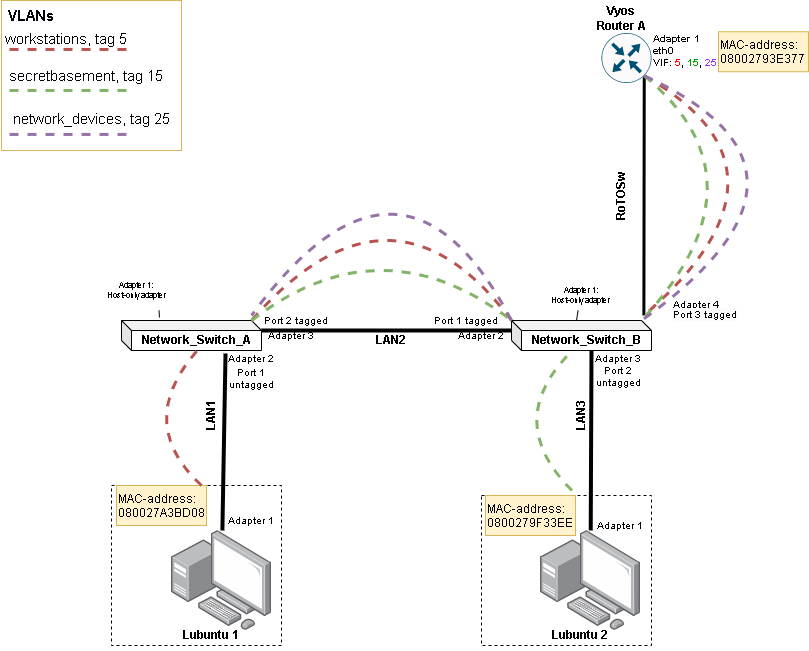 VLANs
workstations, tag 5
secretbasement, tag 15
network_devices, tag 25
Vyos
Router A
Adapter 1
eth0
VIF: 5, 15, 25
MAC-address:
08002793E377
RoTOSw
Adapter 1:
Host-only adapter
Adapter 1:
Host-only adapter
Adapter 4
Port 3 tagged
Port 2 tagged
Port 1 tagged
Network_Switch_A
Adapter 3
LAN2
Adapter 2
Network_Switch_B
Adapter 2
Port 1
untagged
Adapter 3
Port 2
untagged
LAN1
LAN3
MAC-address:
080027A3BD08
Adapter 1
MAC-address:
0800279F33EE
Adapter 1
Lubuntu 1
Lubuntu 2